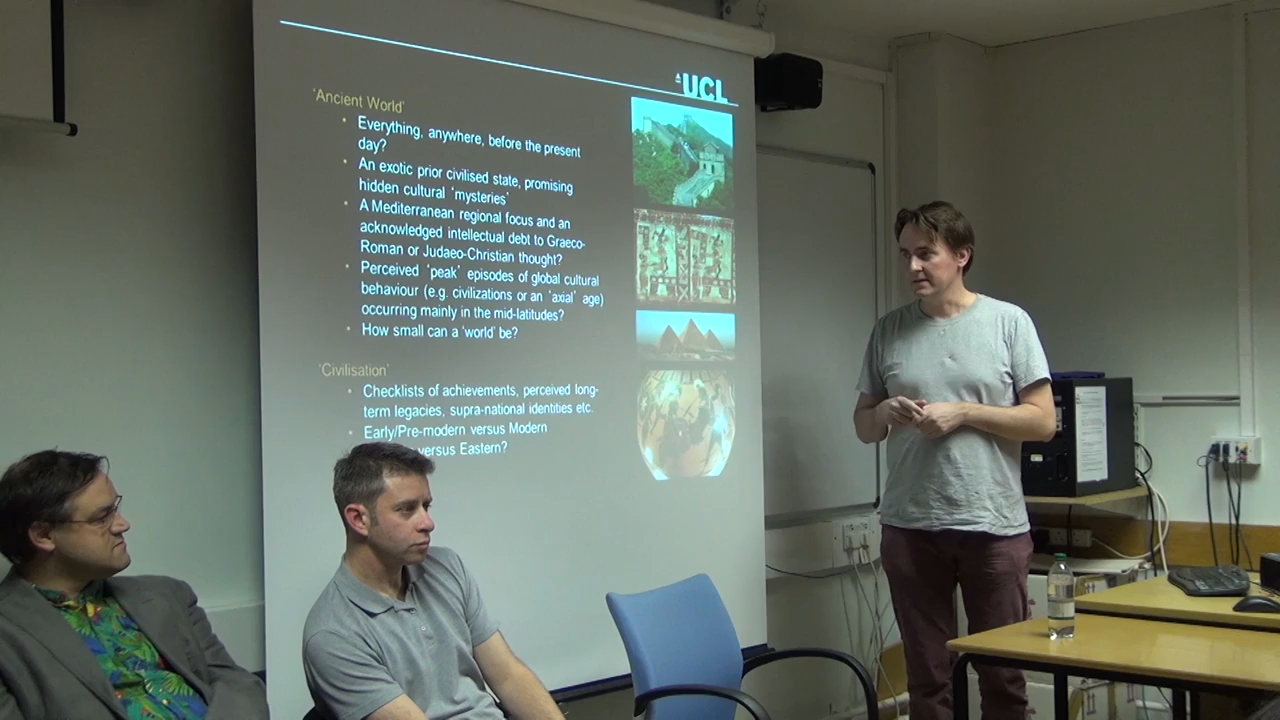 UCL
'Ancient World'
• Everything, anywhere, before the present
day?
• An exotic prior civilised state, promising
hidden cultural 'mysteries'
• A Mediterranean regional focus and an
acknowledged intellectual debt to Graeco-
Roman or Judaeo-Christian thought?
• Perceived 'peak' episodes of global cultural
behaviour (e.g. civilizations or an 'axial' age)
occurring mainly in the mid-latitudes?
• How small can a 'world' be?
'Civilisation'
• Checklists of achievements, perceived long-
term legacies, supra-national identities etc.
• Early/Pre-modern versus Modern
versus Eastern?